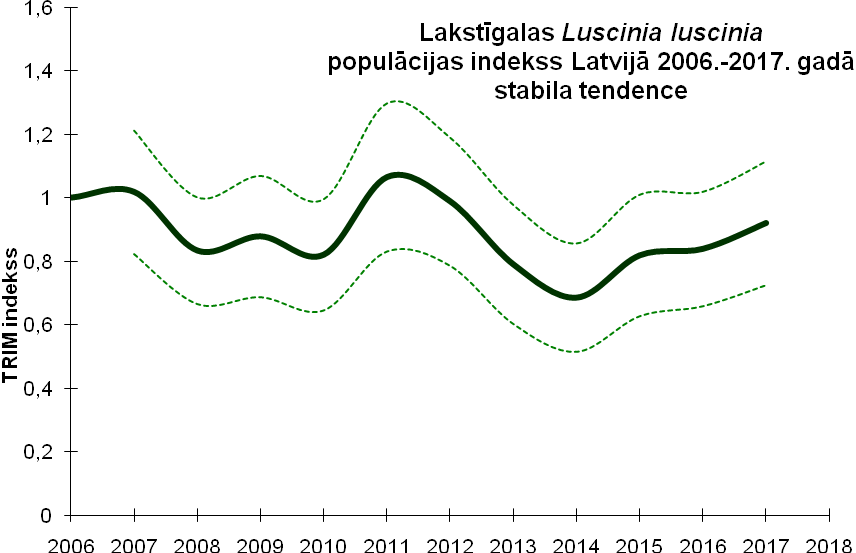 Lakstīgalas Luscinia luscinia
populācijas indekss Latvijā 2006.-2017. gadā
stabila tendence
TRIM indekss
1,6
1,4
1,2
1
0,8
0,6
0,4
0,2
0
2006 2007 2008 2009 2010 2011 2012 2013 2014 2015 2016 2017 2018